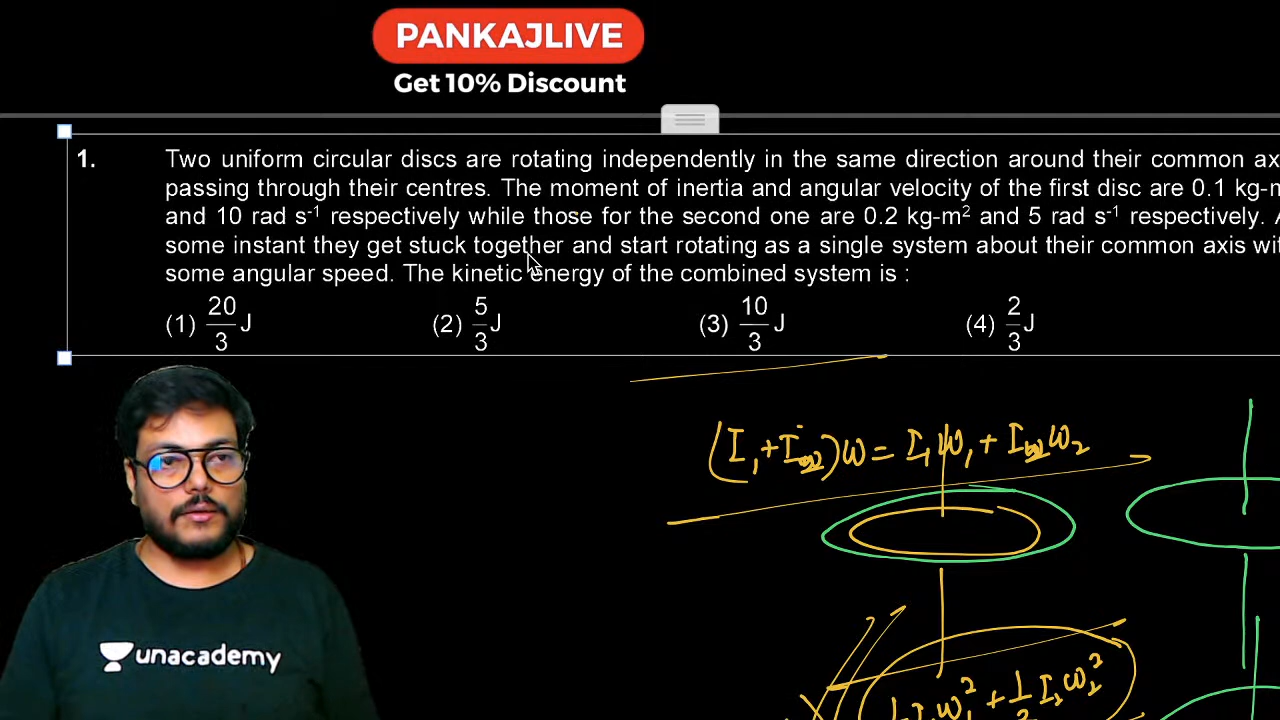 PANKAJLIVE
Get 10% Discount
1. Two uniform circular discs are rotating independently in the same direction around their common ax
passing through their centres. The moment of inertia and angular velocity of the first disc are 0.1 kg-m
and 10 rad s⁻¹ respectively while those for the second one are 0.2 kg-m² and 5 rad s⁻¹ respectively. A
some instant they get stuck together and start rotating as a single system about their common axis wit
some angular speed. The kinetic energy of the combined system is :
(1) 20/3 J (2) 5/3 J (3) 10/3 J (4) 2/3 J
(I₁+I₂)ω = I₁ω₁ + I₂ω₂
½I₁ω₁² + ½I₂ω₂²
unacademy